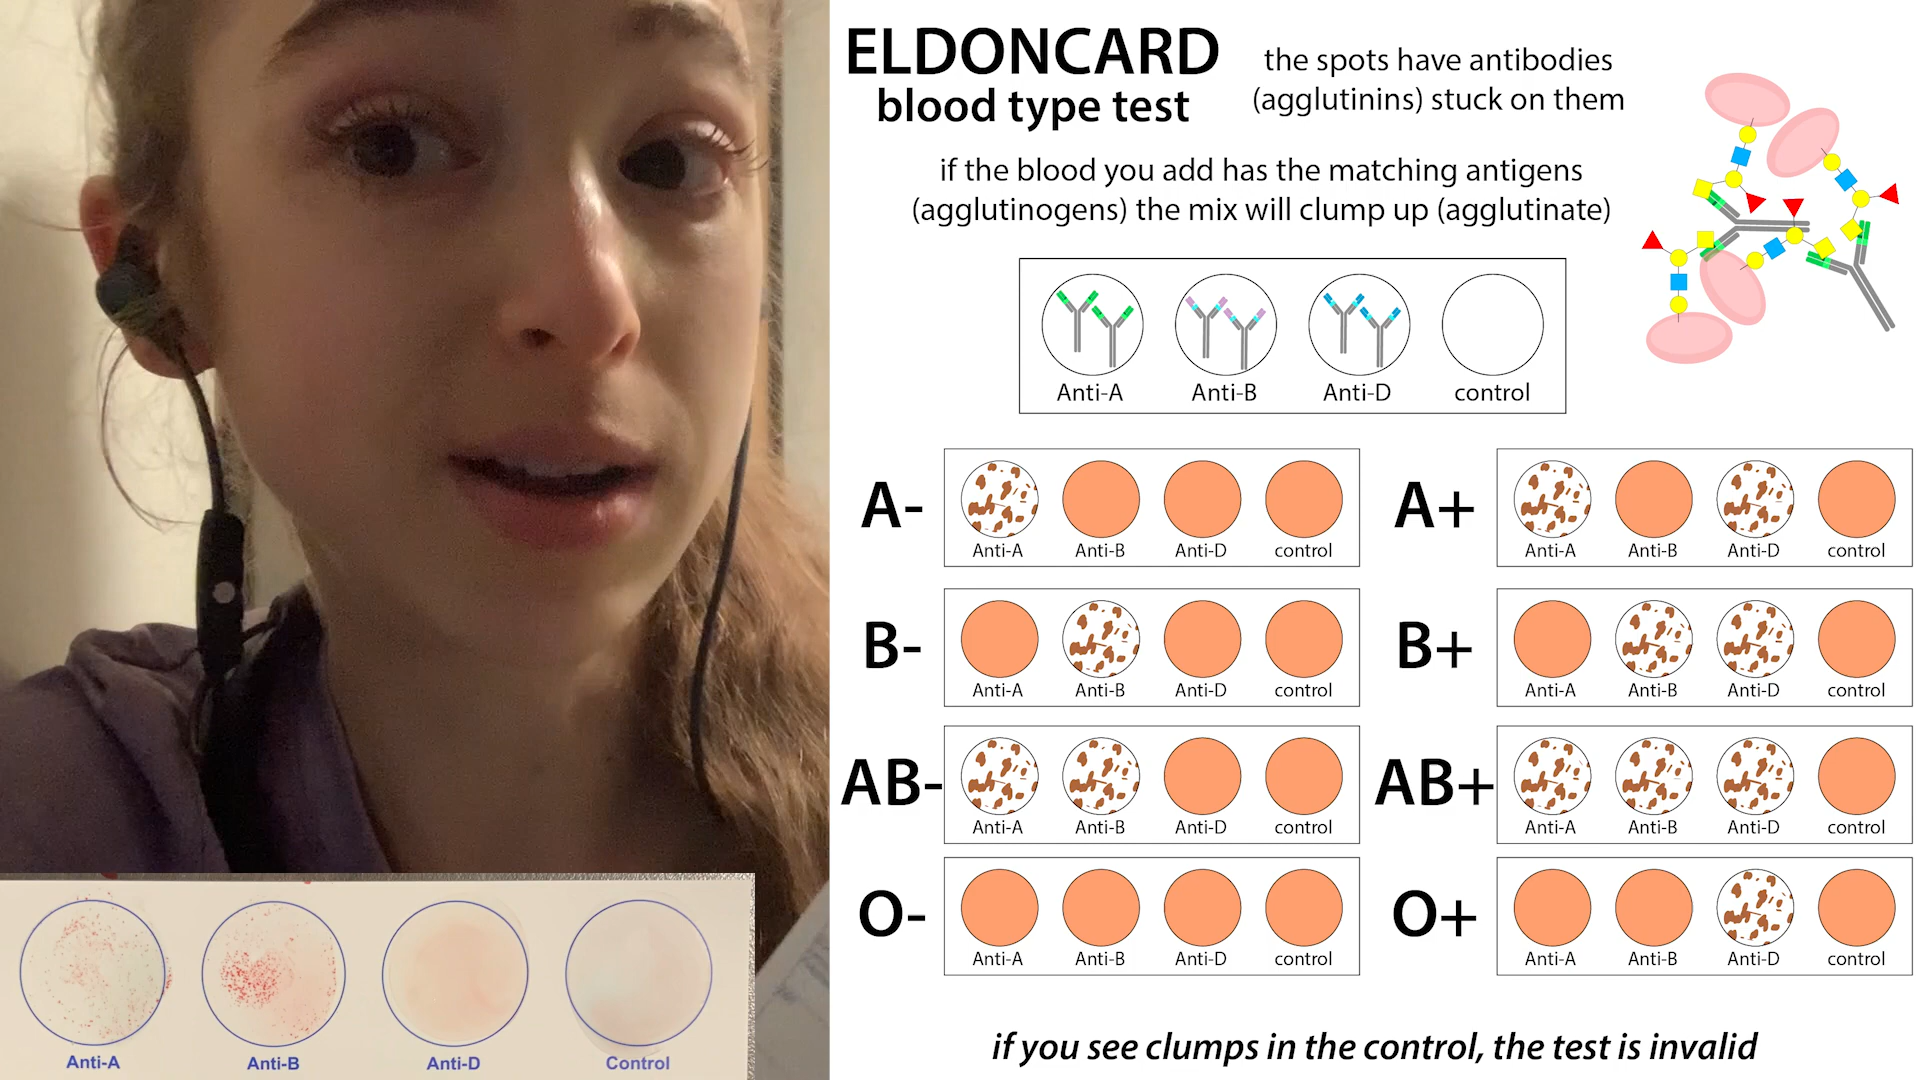 ELDONCARD
blood type test
the spots have antibodies
(agglutinins) stuck on them
if the blood you add has the matching antigens
(agglutinogens) the mix will clump up (agglutinate)
Anti-A Anti-B Anti-D control
A-
Anti-A Anti-B Anti-D control
A+
Anti-A Anti-B Anti-D control
B-
Anti-A Anti-B Anti-D control
B+
Anti-A Anti-B Anti-D control
AB-
Anti-A Anti-B Anti-D control
AB+
Anti-A Anti-B Anti-D control
O-
Anti-A Anti-B Anti-D control
O+
Anti-A Anti-B Anti-D control
if you see clumps in the control, the test is invalid
Anti-A Anti-B Anti-D Control